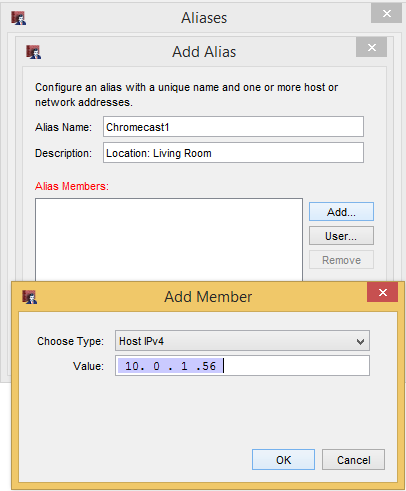 Aliases
Add Alias
Configure an alias with a unique name and one or more host or
network addresses.
Alias Name: Chromecast1
Description: Location: Living Room
Alias Members:
Add...
User...
Remove
Add Member
Choose Type: Host IPv4
Value: 10. 0 . 1 .56
OK Cancel